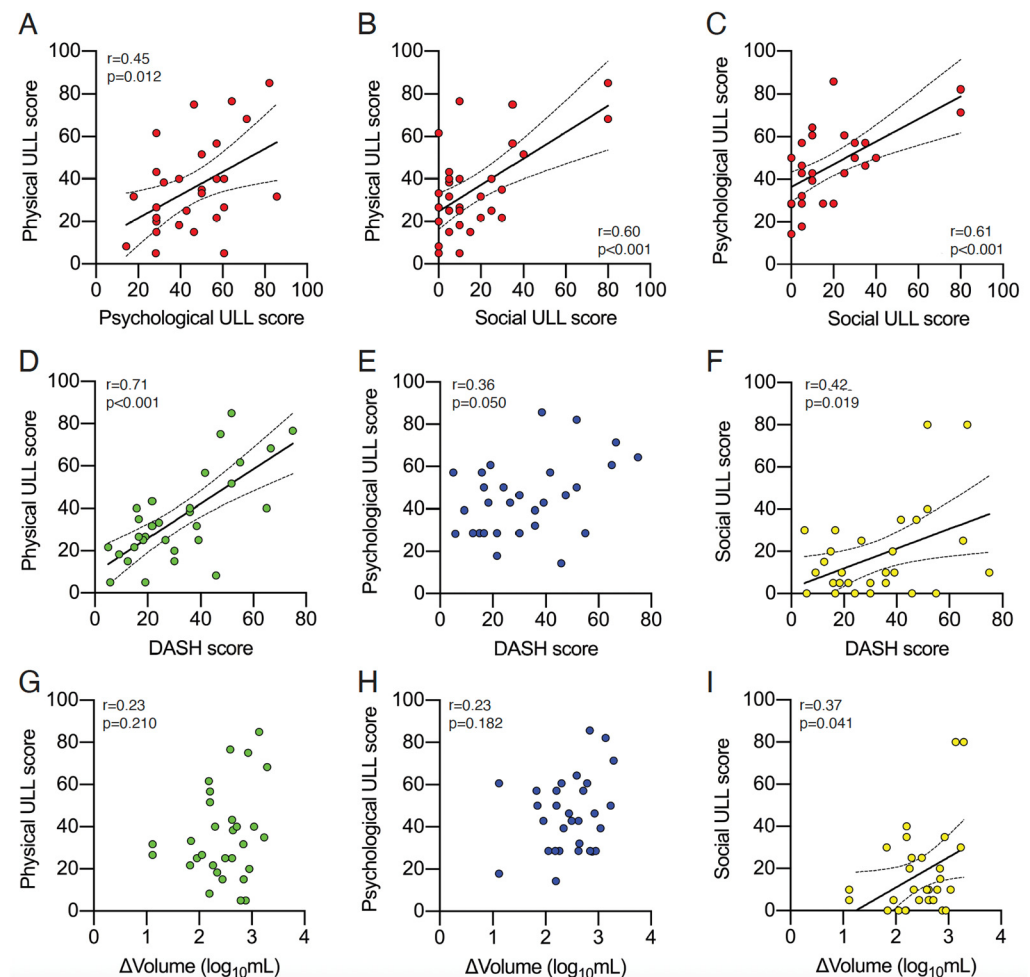 A
B
C
r=0.45
p=0.012
100
80
60
40
20
0
Physical ULL score
0 20 40 60 80 100
Psychological ULL score
100
80
60
40
20
0
Physical ULL score
r=0.60
p<0.001
0 20 40 60 80 100
Social ULL score
100
80
60
40
20
0
Psychological ULL score
r=0.61
p<0.001
0 20 40 60 80 100
Social ULL score
D
E
F
r=0.71
p<0.001
100
80
60
40
20
0
Physical ULL score
0 20 40 60 80
DASH score
r=0.36
p=0.050
100
80
60
40
20
0
Psychological ULL score
0 20 40 60 80
DASH score
r=0.42
p=0.019
100
80
60
40
20
0
Social ULL score
0 20 40 60 80
DASH score
G
H
I
r=0.23
p=0.210
100
80
60
40
20
0
Physical ULL score
0 1 2 3 4
ΔVolume (log10mL)
r=0.23
p=0.182
100
80
60
40
20
0
Psychological ULL score
0 1 2 3 4
ΔVolume (log10mL)
r=0.37
p=0.041
100
80
60
40
20
0
Social ULL score
0 1 2 3 4
ΔVolume (log10mL)